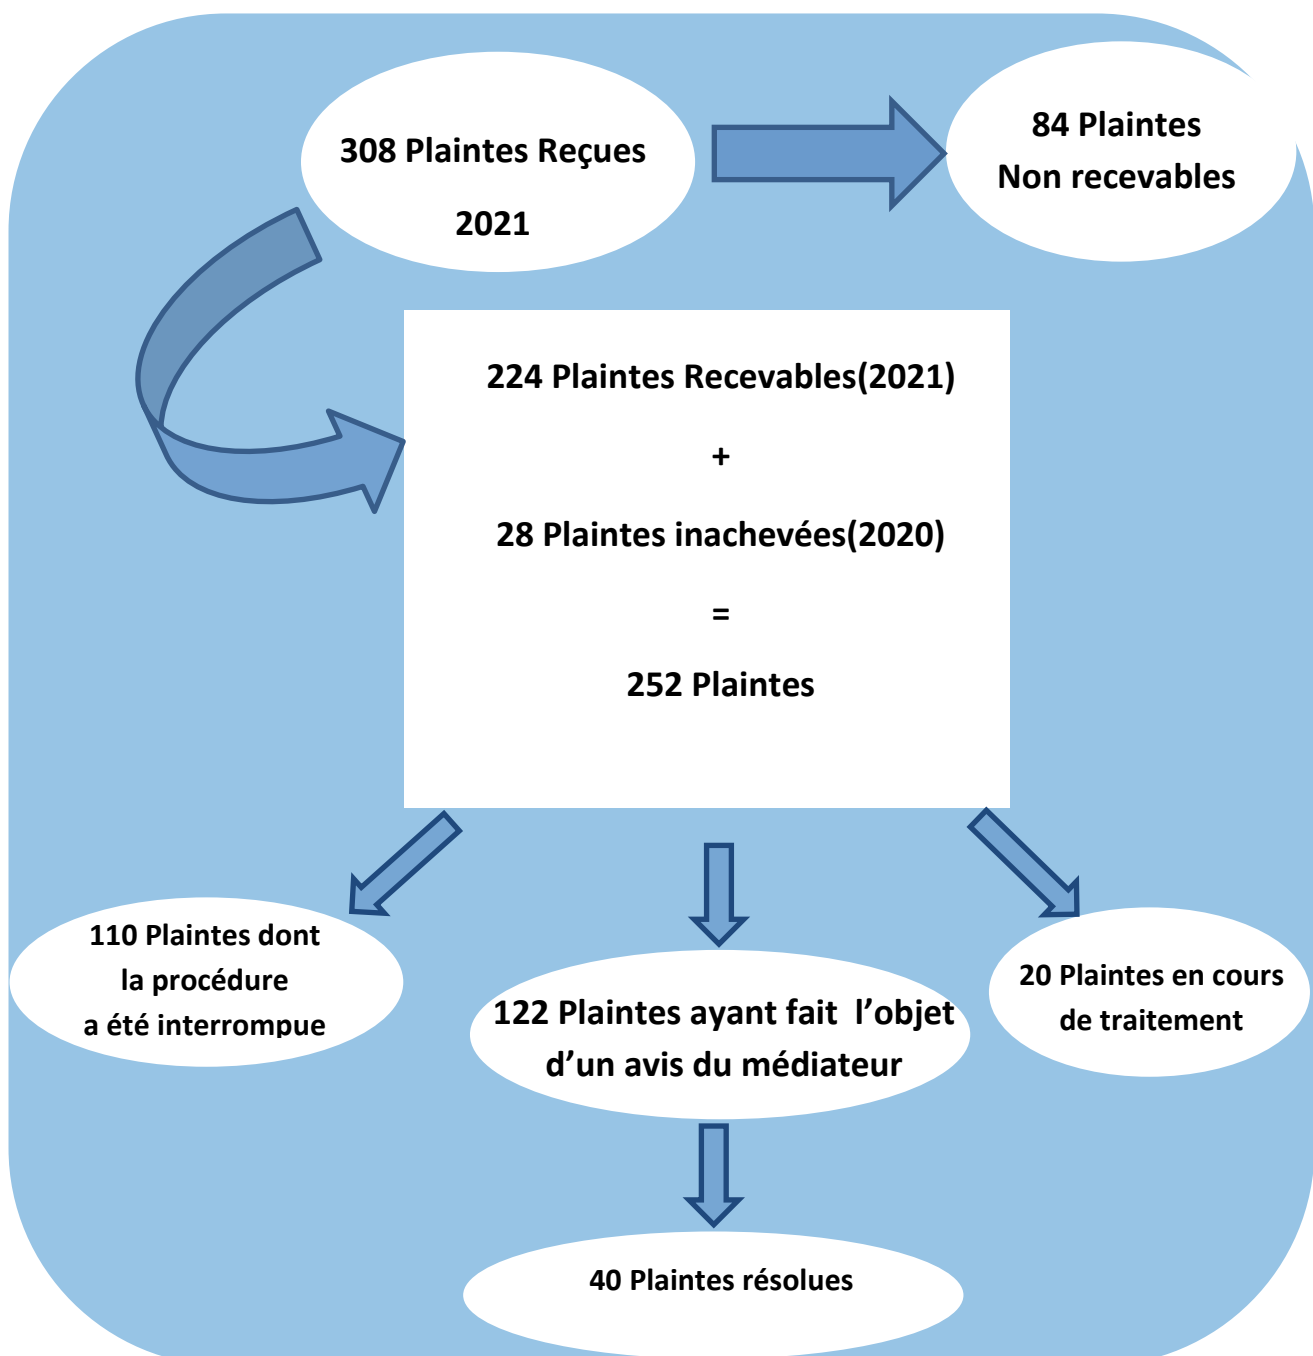 308 Plaintes Reçues
2021
84 Plaintes
Non recevables
224 Plaintes Recevables(2021)
+
28 Plaintes inachevées(2020)
=
252 Plaintes
110 Plaintes dont
la procédure
a été interrompue
122 Plaintes ayant fait l’objet
d’un avis du médiateur
20 Plaintes en cours
de traitement
40 Plaintes résolues